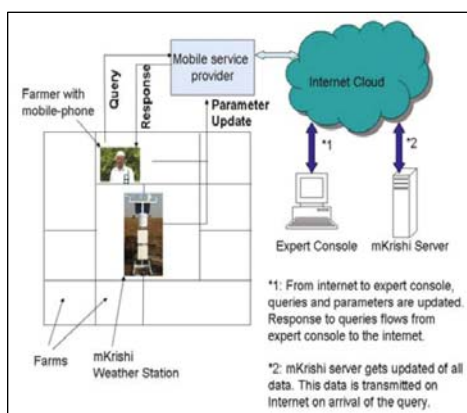 Mobile service
provider
Internet Cloud
Query
Response
Parameter
Update
Farmer with
mobile-phone
*1
*2
Expert Console
mKrishi Server
*1: From internet to expert console,
queries and parameters are updated.
Response to queries flows from
expert console to the internet.
Farms
mKrishi
Weather Station
*2: mKrishi server gets updated of all
data. This data is transmitted on
Internet on arrival of the query.